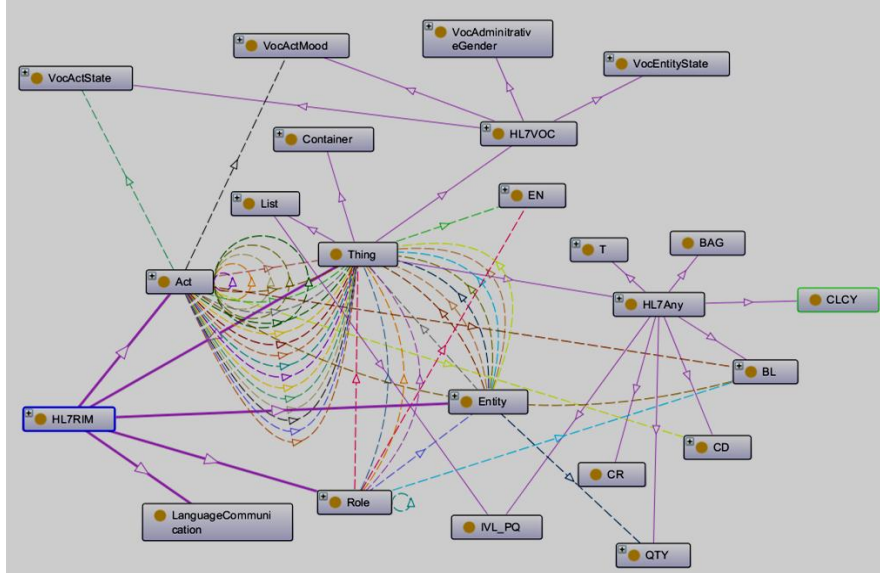 VocActMood
VocAdminitrativ
eGender
VocActState
VocEntityState
Container
HL7VOC
List
EN
Thing
T
BAG
Act
HL7Any
CLCY
BL
HL7RIM
Entity
CD
CR
Role
LanguageCommuni
cation
IVL_PQ
QTY